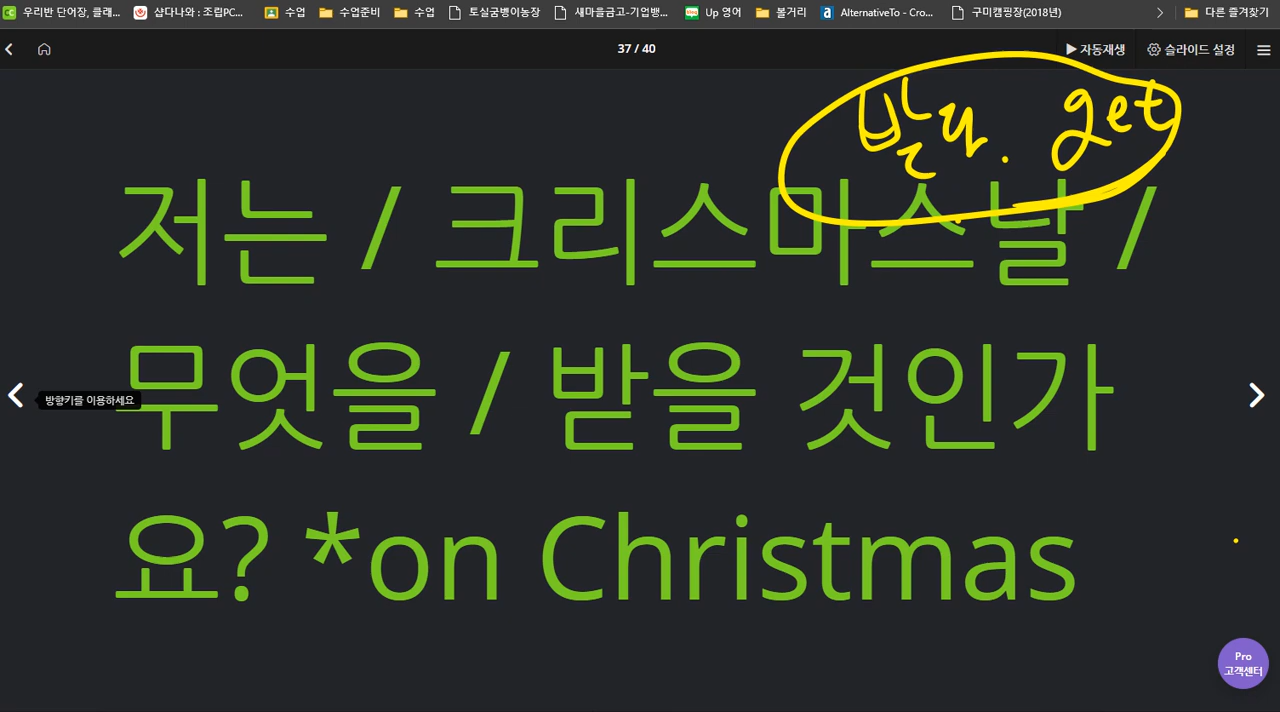 우리반 단어장, 클래... 샵다나와 : 조립PC... 수업 수업준비 수업 토실굼벵이농장 새마을금고-기업뱅... Up 영어 볼거리 AlternativeTo - Cro... 구미캠핑장(2018년) 다른 즐겨찾기
37 / 40 자동재생 슬라이드 설정
받다. get
저는 / 크리스마스날 /
무엇을 / 받을 것인가
방향키를 이용하세요
요? *on Christmas
Pro
고객센터